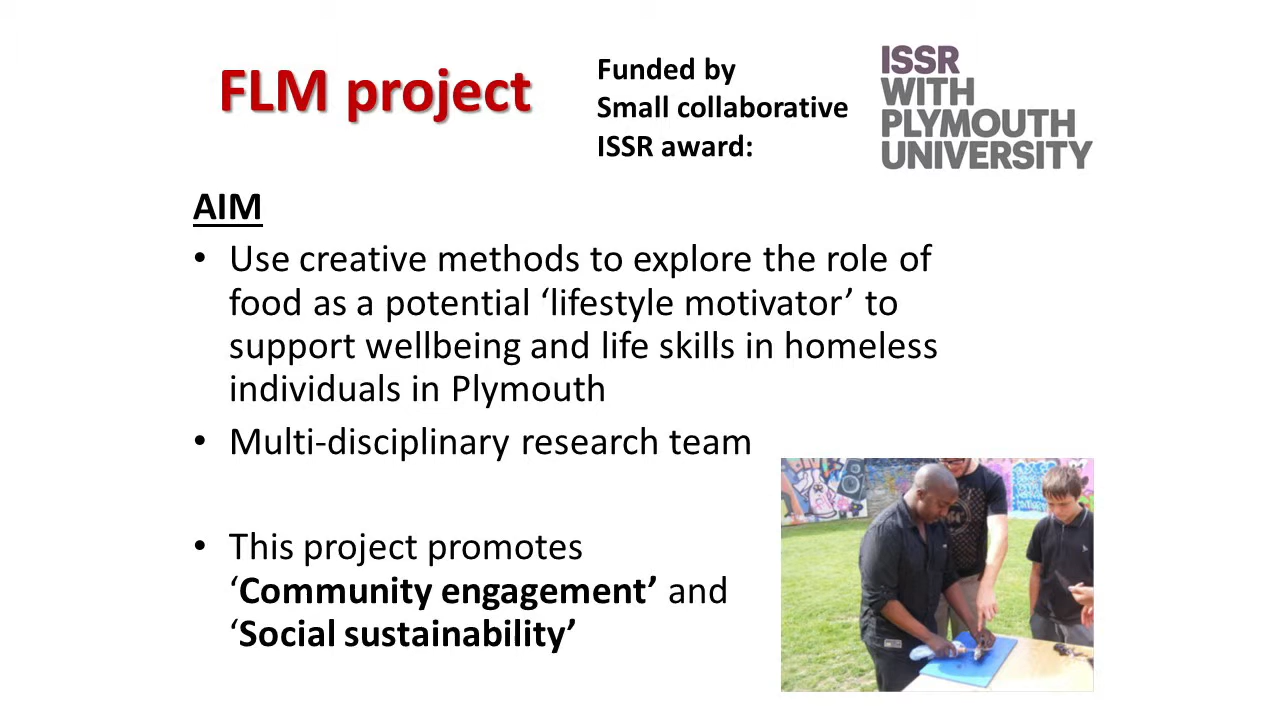 FLM project
Funded by
Small collaborative
ISSR award:
ISSR
WITH
PLYMOUTH
UNIVERSITY
AIM
• Use creative methods to explore the role of
food as a potential ‘lifestyle motivator’ to
support wellbeing and life skills in homeless
individuals in Plymouth
• Multi-disciplinary research team
• This project promotes
‘Community engagement’ and
‘Social sustainability’